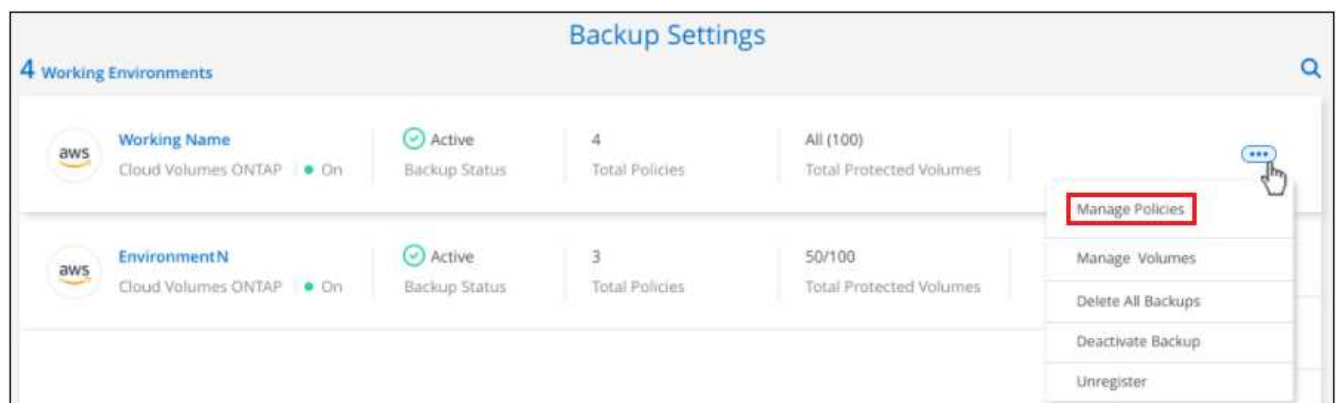 Backup Settings
4 Working Environments
aws
Working Name
Cloud Volumes ONTAP
On
Active
Backup Status
4
Total Policies
All (100)
Total Protected Volumes
Manage Policies
Manage Volumes
Delete All Backups
Deactivate Backup
Unregister
aws
EnvironmentN
Cloud Volumes ONTAP
On
Active
Backup Status
3
Total Policies
50/100
Total Protected Volumes